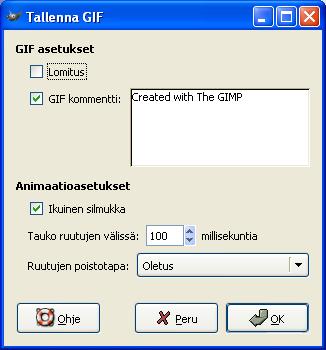 Tallenna GIF
GIF asetukset
Lomitus
GIF kommentti: Created with The GIMP
Animaatioasetukset
Ikuinen silmukka
Tauko ruutujen välissä: 100 millisekuntia
Ruutujen poistotapa: Oletus
Ohje Peru OK